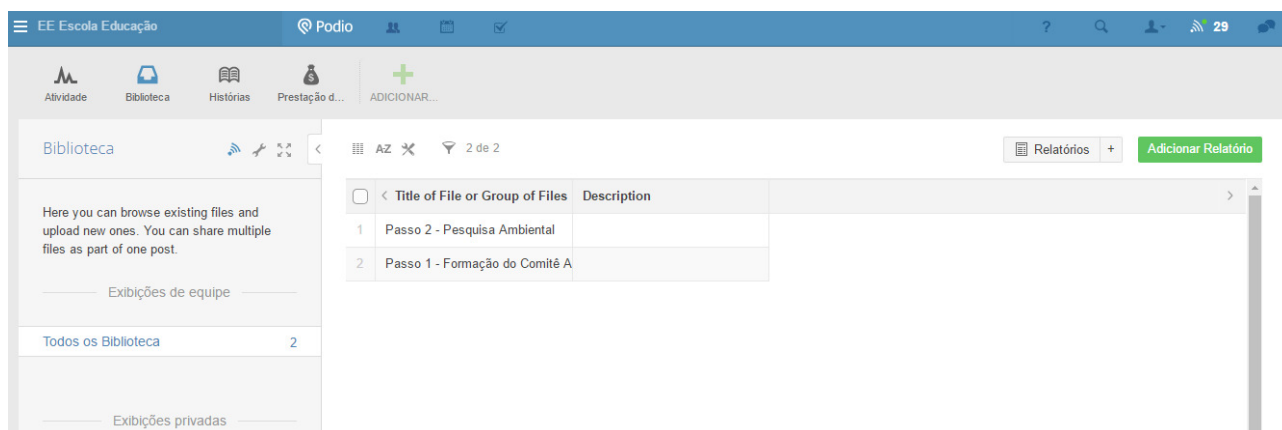 EE Escola Educação Podio ? 29
Atividade Biblioteca Histórias Prestação d... ADICIONAR...
Biblioteca
A-Z 2 de 2 Relatórios + Adicionar Relatório
Here you can browse existing files and
upload new ones. You can share multiple
files as part of one post.
Exibições de equipe
Todos os Biblioteca 2
Exibições privadas
Title of File or Group of Files Description
1 Passo 2 - Pesquisa Ambiental
2 Passo 1 - Formação do Comitê A